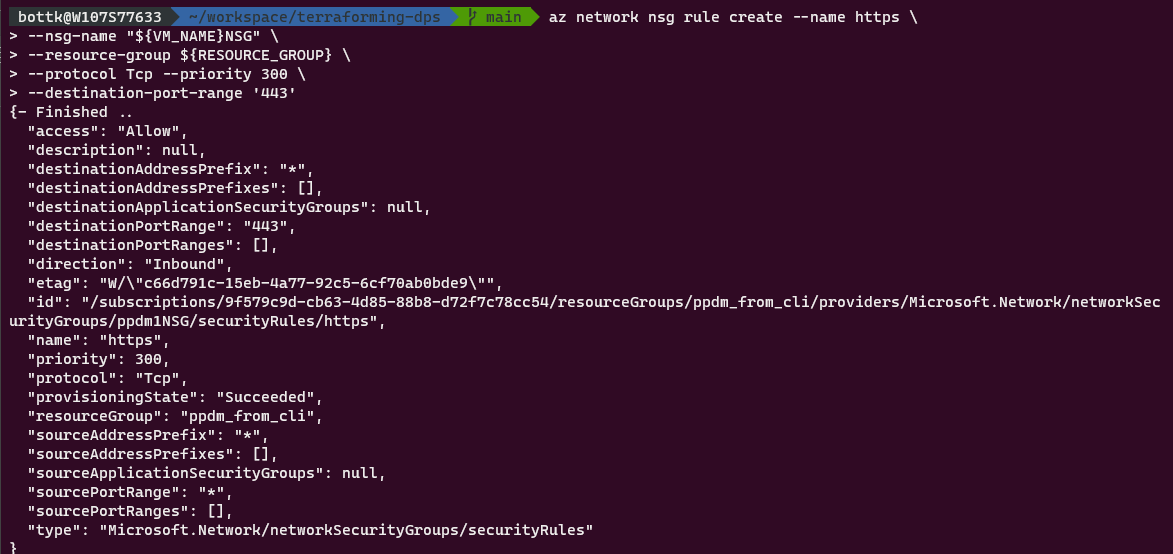 bottk@W107S77633 ~/workspace/terraforming-dps main az network nsg rule create --name https \
> --nsg-name "${VM_NAME}NSG" \
> --resource-group ${RESOURCE_GROUP} \
> --protocol Tcp --priority 300 \
> --destination-port-range '443'
{- Finished ..
  "access": "Allow",
  "description": null,
  "destinationAddressPrefix": "*",
  "destinationAddressPrefixes": [],
  "destinationApplicationSecurityGroups": null,
  "destinationPortRange": "443",
  "destinationPortRanges": [],
  "direction": "Inbound",
  "etag": "W/\"c66d791c-15eb-4a77-92c5-6cf70ab0bde9\"",
  "id": "/subscriptions/9f579c9d-cb63-4d85-88b8-d72f7c78cc54/resourceGroups/ppdm_from_cli/providers/Microsoft.Network/networkSec
urityGroups/ppdm1NSG/securityRules/https",
  "name": "https",
  "priority": 300,
  "protocol": "Tcp",
  "provisioningState": "Succeeded",
  "resourceGroup": "ppdm_from_cli",
  "sourceAddressPrefix": "*",
  "sourceAddressPrefixes": [],
  "sourceApplicationSecurityGroups": null,
  "sourcePortRange": "*",
  "sourcePortRanges": [],
  "type": "Microsoft.Network/networkSecurityGroups/securityRules"
}